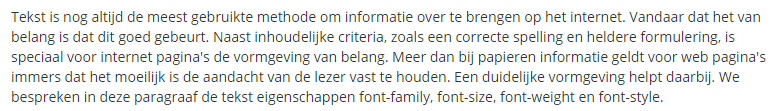 Tekst is nog altijd de meest gebruikte methode om informatie over te brengen op het internet. Vandaar dat het van
belang is dat dit goed gebeurt. Naast inhoudelijke criteria, zoals een correcte spelling en heldere formulering, is
speciaal voor internet pagina's de vormgeving van belang. Meer dan bij papieren informatie geldt voor web pagina's
immers dat het moeilijk is de aandacht van de lezer vast te houden. Een duidelijke vormgeving helpt daarbij. We
bespreken in deze paragraaf de tekst eigenschappen font-family, font-size, font-weight en font-style.